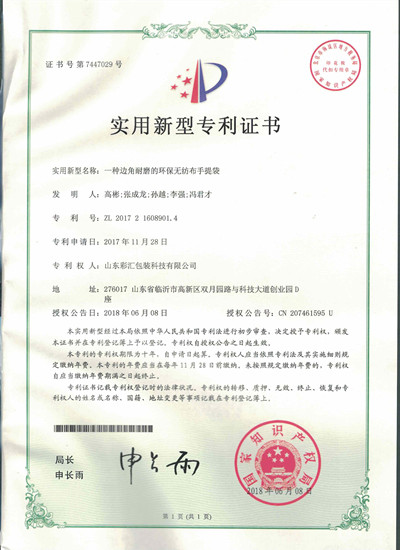 证书号第7447029号
实用新型专利证书
实用新型名称：一种边角耐磨的环保无纺布手提袋
发明人：高彬;张成龙;孙越;李强;冯君才
专利号：ZL 2017 2 1608901.4
专利申请日：2017年11月28日
专利权人：山东彩汇包装科技有限公司
地址：276017 山东省临沂市高新区双月园路与科技大道创业园D
座
授权公告日：2018年06月08日 授权公告号：CN 207461595 U
本实用新型经过本局依照中华人民共和国专利法进行初步审查，决定授予专利权，颁发
本证书并在专利登记簿上予以登记。专利权自授权公告之日起生效。
本专利的专利权期限为十年，自申请日起算。专利权人应当依照专利法及其实施细则规
定缴纳年费。本专利的年费应当在每年11月28日前缴纳。未按照规定缴纳年费的，专利权
自应当缴纳年费期满之日起终止。
专利证书记载专利权登记时的法律状况。专利权的转移、质押、无效、终止、恢复和专
利权人的姓名或名称、国籍、地址变更等事项记载在专利登记簿上。
局长
申长雨
申长雨
国家知识产权局
2018年06月08日
第1页(共1页)